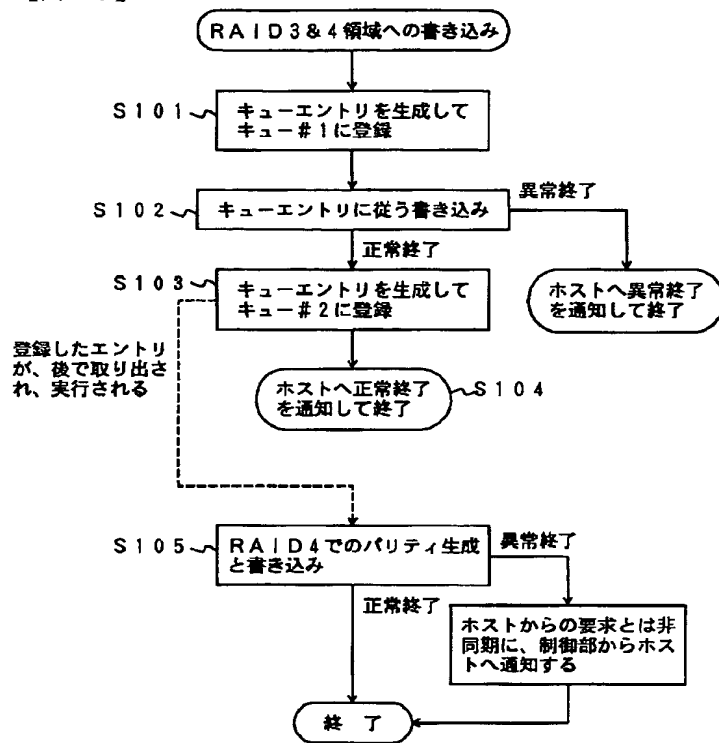 RAID3&4領域への書き込み
S101
キューエントリを生成して
キュー#1に登録
S102
キューエントリに従う書き込み
異常終了
正常終了
S103
キューエントリを生成して
キュー#2に登録
ホストへ異常終了
を通知して終了
登録したエントリ
が、後で取り出さ
れ、実行される
ホストへ正常終了
を通知して終了
S104
S105
RAID4でのパリティ生成
と書き込み
異常終了
正常終了
ホストからの要求とは非
同期に、制御部からホス
トへ通知する
終 了